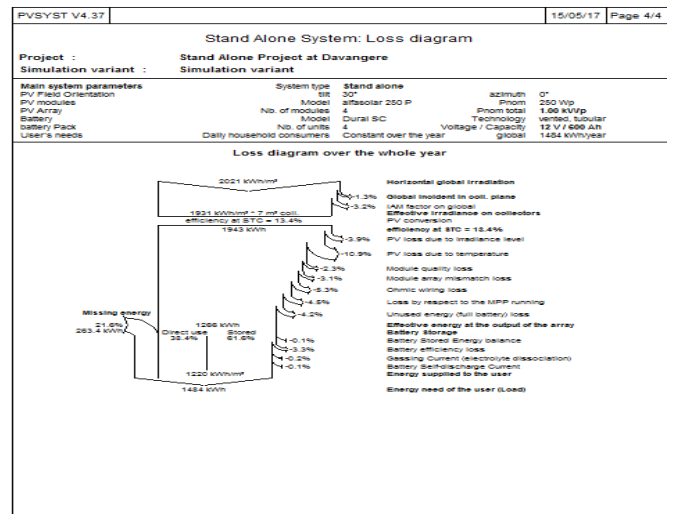 PVSYST V4.37 15/05/17 Page 4/4
Stand Alone System: Loss diagram
Project : Stand Alone Project at Davangere
Simulation variant : Simulation variant
Main system parameters System type Stand alone
PV Field Orientation tilt 30° azimuth 0°
PV modules Model alfasolar 250 P Pnom 250 Wp
PV Array Nb. of modules 4 Pnom total 1.00 kWp
Battery Model Dural SC Technology vented, tubular
battery Pack Nb. of units 4 Voltage / Capacity 12 V / 600 Ah
User's needs Daily household consumers Constant over the year global 1484 kWh/year
Loss diagram over the whole year
2021 kWh/m² Horizontal global irradiation
-1.3% Global incident in coll. plane
-3.2% IAM factor on global
1931 kWh/m² * 7 m² coll. Effective irradiance on collectors
efficiency at STC = 13.4% PV conversion
1943 kWh efficiency at STC = 13.4%
-3.9% PV loss due to irradiance level
-10.9% PV loss due to temperature
-2.3% Module quality loss
-3.1% Module array mismatch loss
-5.3% Ohmic wiring loss
-4.5% Loss by respect to the MPP running
Missing energy -4.2% Unused energy (full battery) loss
21.6% 1266 kWh Effective energy at the output of the array
263.4 kWh Direct use Stored Battery Storage
38.4% 61.6% -0.1% Battery Stored Energy balance
-3.3% Battery efficiency loss
-0.2% Gassing Current (electrolyte dissociation)
-0.1% Battery Self-discharge Current
1220 kWh/m² Energy supplied to the user
1484 kWh Energy need of the user (Load)